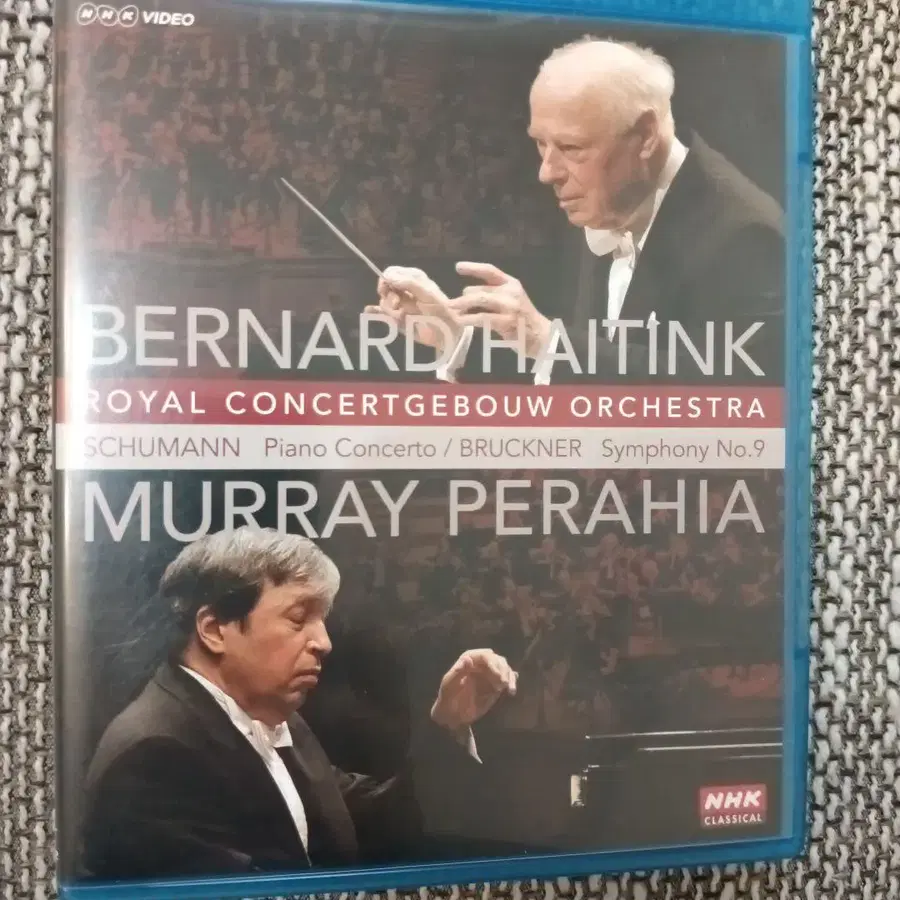 NHK VIDEO
BERNARD HAITINK
ROYAL CONCERTGEBOUW ORCHESTRA
SCHUMANN Piano Concerto / BRUCKNER Symphony No.9
MURRAY PERAHIA
NHK
CLASSICAL